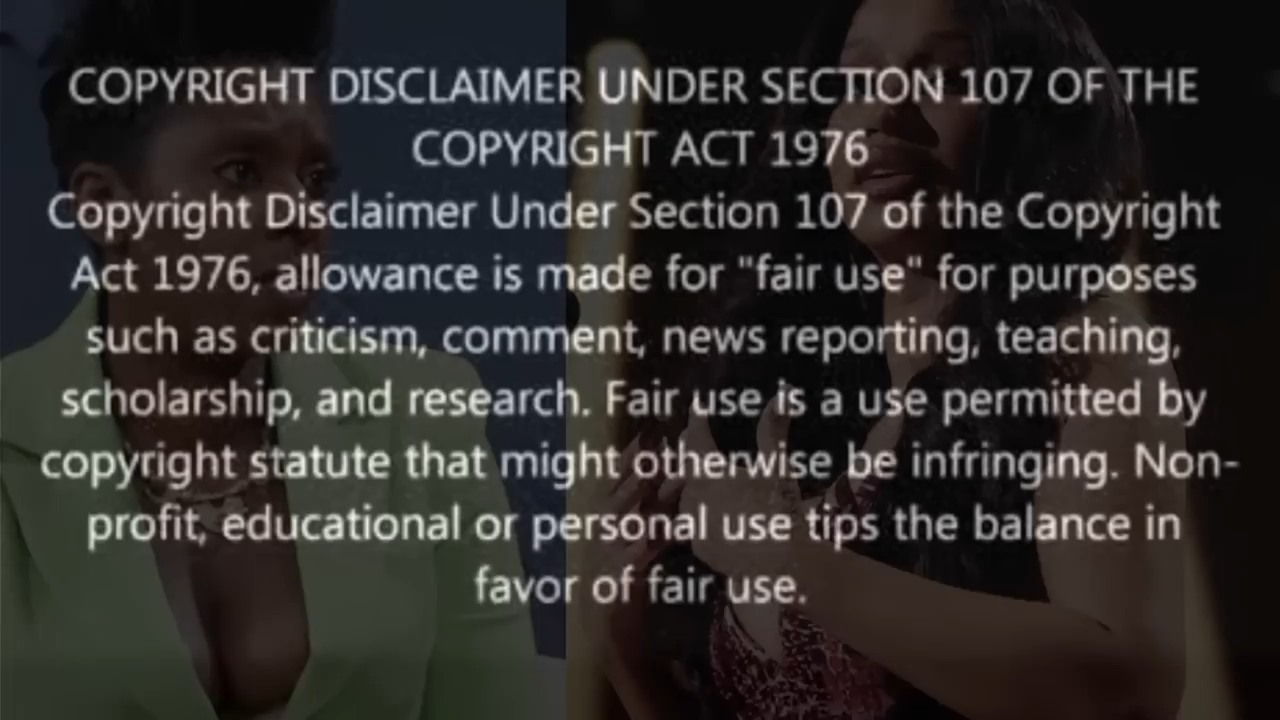 COPYRIGHT DISCLAIMER UNDER SECTION 107 OF THE
COPYRIGHT ACT 1976
Copyright Disclaimer Under Section 107 of the Copyright
Act 1976, allowance is made for "fair use" for purposes
such as criticism, comment, news reporting, teaching,
scholarship, and research. Fair use is a use permitted by
copyright statute that might otherwise be infringing. Non-
profit, educational or personal use tips the balance in
favor of fair use.